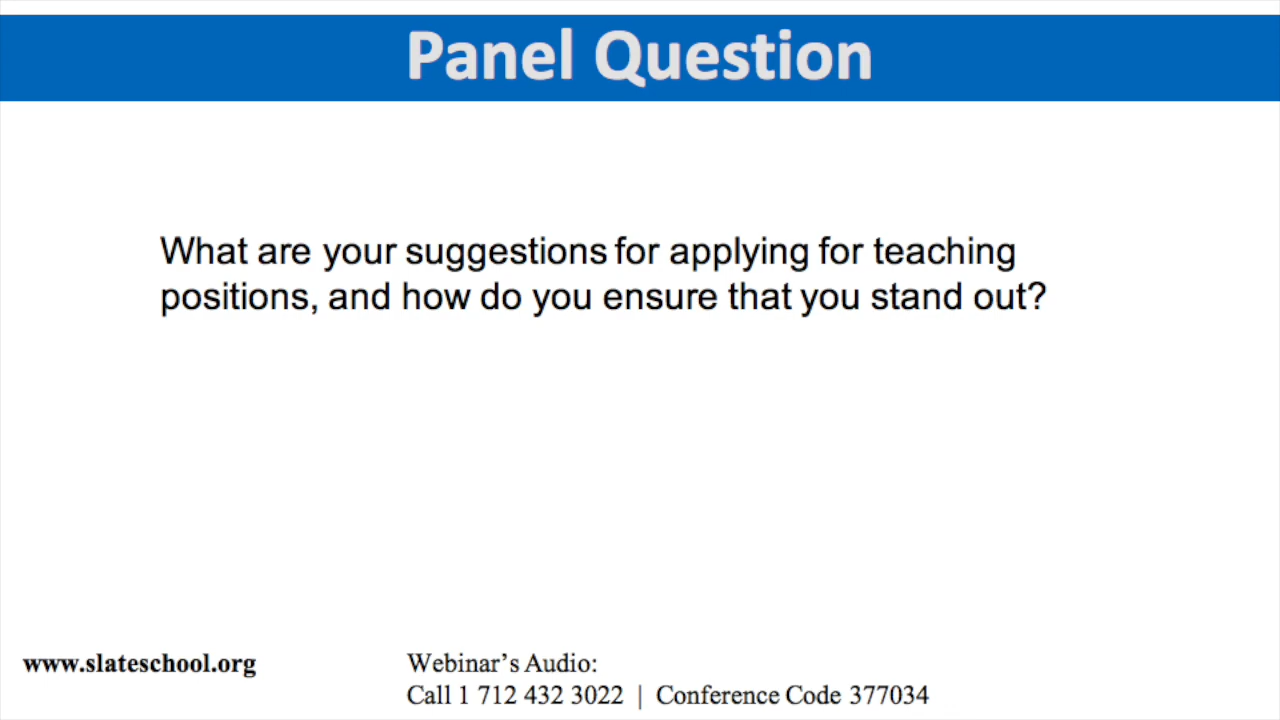 Panel Question
What are your suggestions for applying for teaching
positions, and how do you ensure that you stand out?
www.slateschool.org
Webinar’s Audio:
Call 1 712 432 3022 | Conference Code 377034